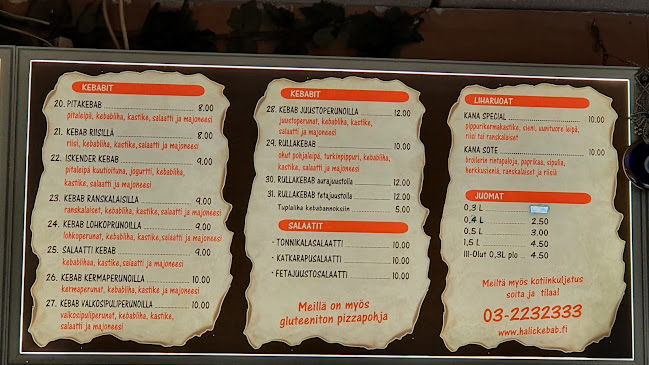 KEBABIT
20. PITAKEBAB 8.00
pitaleipä, kebabliha, kastike, salaatti ja majoneesi
21. KEBAB RIISILLÄ 8.00
riisi, kebabliha, kastike, salaatti ja majoneesi
22. ISKENDER KEBAB 9.00
pitaleipä kuutioituna, jogurtti, kebabliha,
kastike, salaatti ja majoneesi
23. KEBAB RANSKALAISILLA 9.00
ranskalaiset, kebabliha, kastike, salaatti ja majoneesi
24. KEBAB LOHKOPRUNOILLA 9.00
lohkoperunat, kebabliha, kastike, salaatti ja majoneesi
25. SALAATTI KEBAB 9.00
kebablihaa, kastike, salaatti ja majoneesi
26. KEBAB KERMAPERUNOILLA 10.00
kermaperunat, kebabliha, kastike, salaatti ja majoneesi
27. KEBAB VALKOSIPULIPERUNOILLA 10.00
valkosipuliperunat, kebabliha, kastike,
salaatti ja majoneesi
KEBABIT
28. KEBAB JUUSTOPERUNOILLA 12.00
juustoperunat, kebabliha, kastike,
salaatti ja majoneesi
29. RULLAKEBAB 10.00
ohut pohjaleipä, turkinpippuri, kebabliha,
kastike, salaatti ja majoneesi
30. RULLAKEBAB aurajuustolla 12.00
31. RULLAKEBAB fetajuustolla 12.00
Tuplaliha kebabannoksiin 5.00
SALAATIT
- TONNIKALASALAATTI 10.00
- KATKARAPUSALAATTI 10.00
- FETAJUUSTOSALAATTI 10.00
Meillä on myös
gluteeniton pizzapohja
LIHARUOAT
KANA SPECIAL 10.00
pippurikermakastike, sieni, uunituore leipä,
riisi tai ranskalaiset
KANA SOTE 10.00
broilerin rintapaloja, paprikaa, sipulia,
herkkusieniä, ranskalaiset ja riisiä
JUOMAT
0,3 L
0,4 L 2.50
0,5 L 3.00
1,5 L 4.50
III-Olut 0,3L plo 4.50
Meiltä myös kotiinkuljetus
soita ja tilaa!
03-2232333
www.halickebab.fi